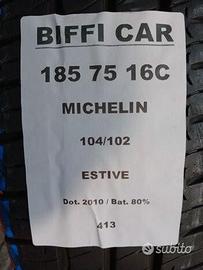 BIFFI CAR
185 75 16C
MICHELIN
104/102
ESTIVE
Dot. 2010 / Bat. 80%
413
subito